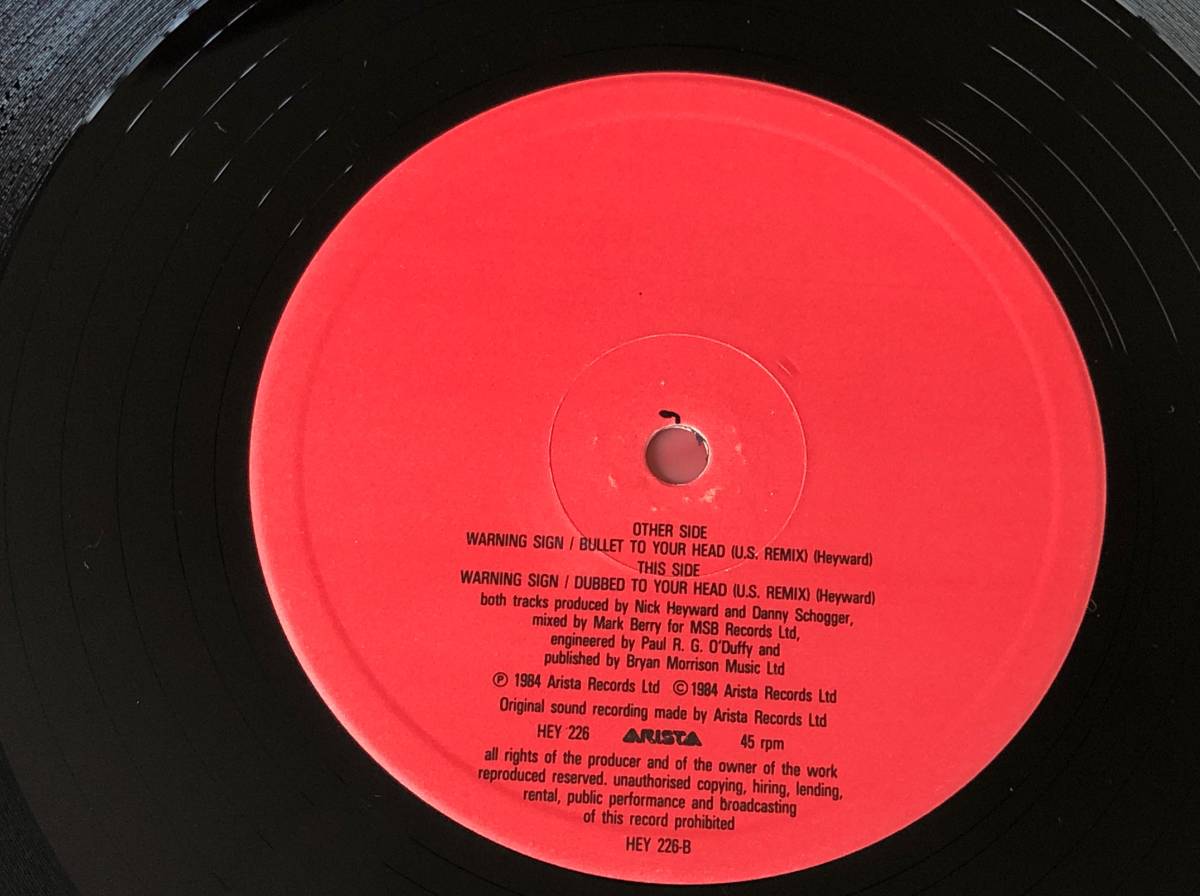 OTHER SIDE
WARNING SIGN / BULLET TO YOUR HEAD (U.S. REMIX) (Heyward)
THIS SIDE
WARNING SIGN / DUBBED TO YOUR HEAD (U.S. REMIX) (Heyward)
both tracks produced by Nick Heyward and Danny Schogger,
mixed by Mark Berry for MSB Records Ltd,
engineered by Paul R. G. O'Duffy and
published by Bryan Morrison Music Ltd
℗ 1984 Arista Records Ltd © 1984 Arista Records Ltd
Original sound recording made by Arista Records Ltd
HEY 226 ARISTA 45 rpm
all rights of the producer and of the owner of the work
reproduced reserved. unauthorised copying, hiring, lending,
rental, public performance and broadcasting
of this record prohibited
HEY 226-B